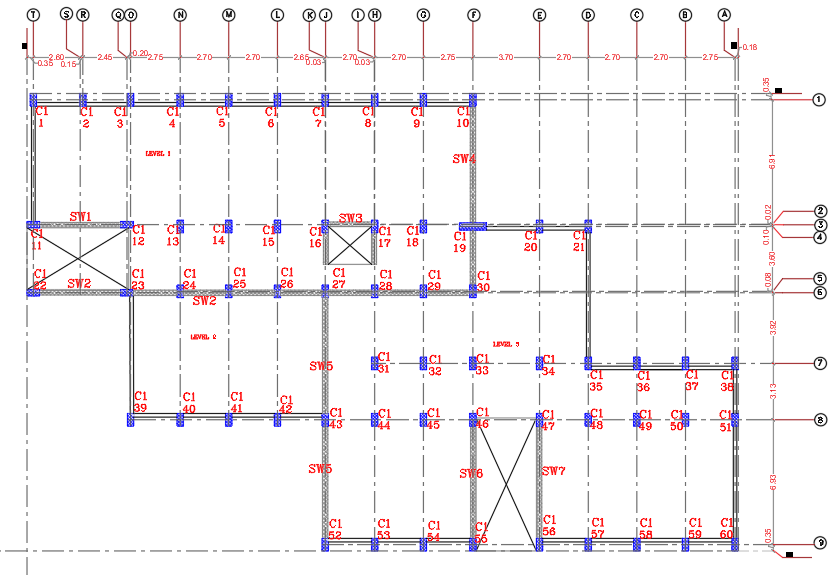 T S R Q O N M L K J I H G F E D C B A
0.20 0.16
2.60 2.45 2.75 2.70 2.70 2.65 2.70 2.70 2.75 3.70 2.70 2.70 2.70 2.75
0.35 0.15 0.03 0.03
0.35
1
C1 C1 C1 C1 C1 C1 C1 C1 C1 C1
1 2 3 4 5 6 7 8 9 10
LEVEL 1
SW4
6.91
2
0.02
SW1 SW3
3
C1 C1 C1 C1 C1 C1 C1 C1 C1 C1 C1
11 12 13 14 15 16 17 18 19 20 21
0.10
4
3.60
C1 C1 C1 C1 C1 C1 C1 C1 C1
22 23 24 25 26 27 28 29 30
5
0.08
SW2 SW2
6
LEVEL 2
LEVEL 3
3.92
C1 C1 C1 C1
31 32 33 34
7
SW5
C1 C1 C1 C1
35 36 37 38
3.13
C1 C1 C1 C1
39 40 41 42
C1 C1 C1 C1 C1 C1 C1 C1 C1
43 44 45 46 47 48 49 50 51
8
SW5 SW6 SW7
6.93
C1 C1 C1 C1 C1 C1 C1 C1 C1
52 53 54 55 56 57 58 59 60
0.35
9